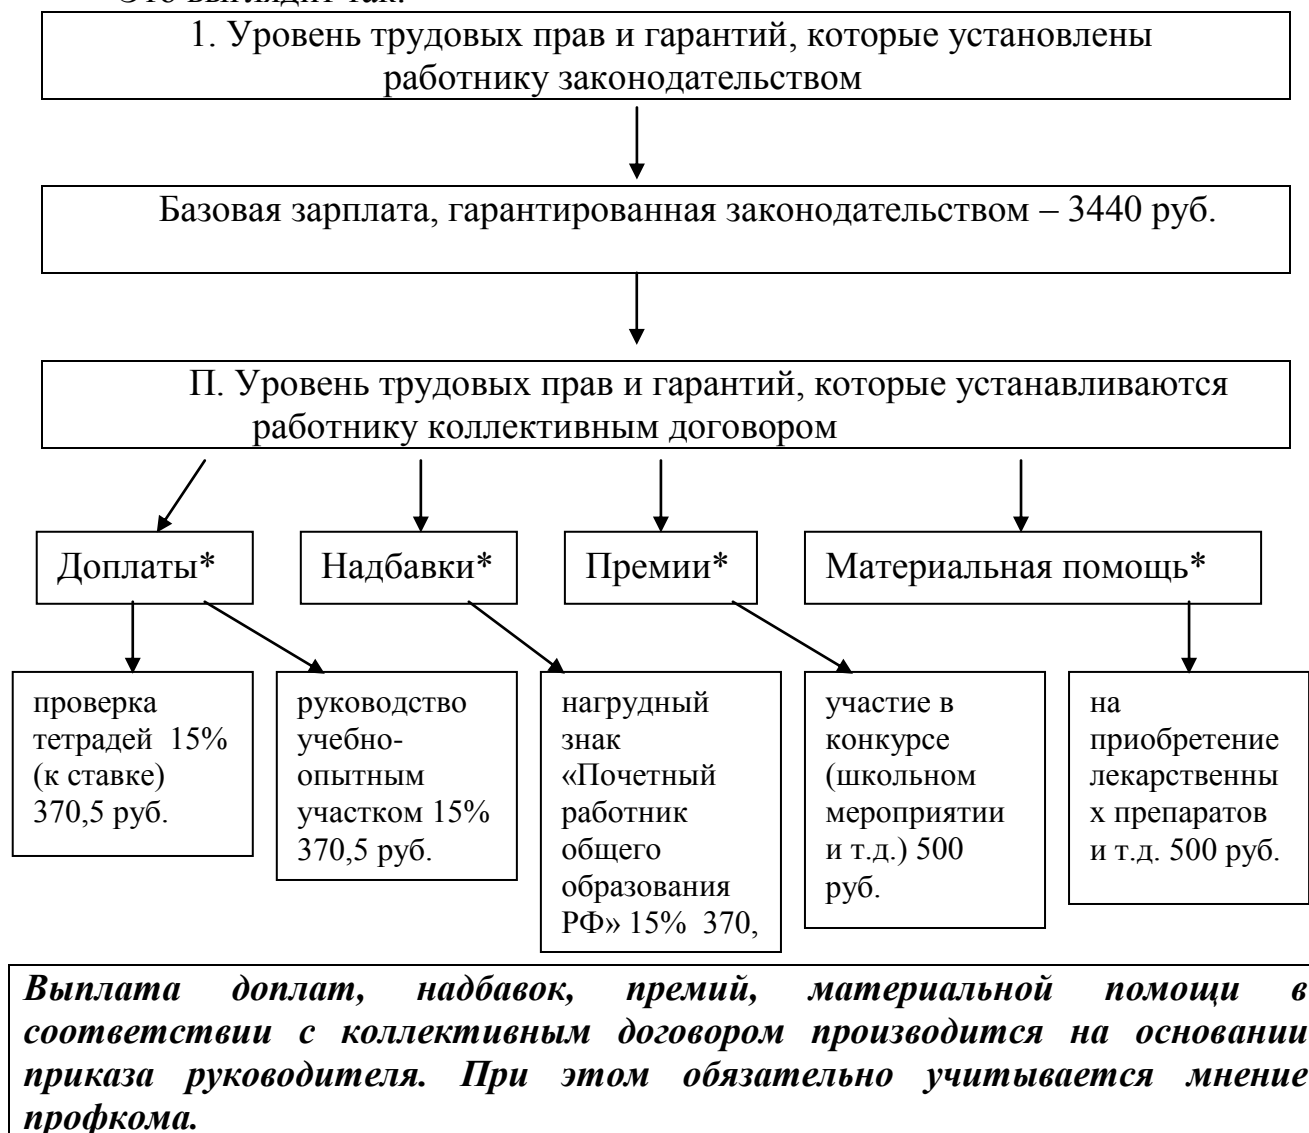 Это выглядит так:
1. Уровень трудовых прав и гарантий, которые установлены
работнику законодательством
Базовая зарплата, гарантированная законодательством – 3440 руб.
П. Уровень трудовых прав и гарантий, которые устанавливаются
работнику коллективным договором
Доплаты*
Надбавки*
Премии*
Материальная помощь*
проверка
тетрадей 15%
(к ставке)
370,5 руб.
руководство
учебно-
опытным
участком 15%
370,5 руб.
нагрудный
знак
«Почетный
работник
общего
образования
РФ» 15% 370,
участие в
конкурсе
(школьном
мероприятии
и т.д.) 500
руб.
на
приобретение
лекарственны
х препаратов
и т.д. 500 руб.
Выплата доплат, надбавок, премий, материальной помощи в
соответствии с коллективным договором производится на основании
приказа руководителя. При этом обязательно учитывается мнение
профкома.